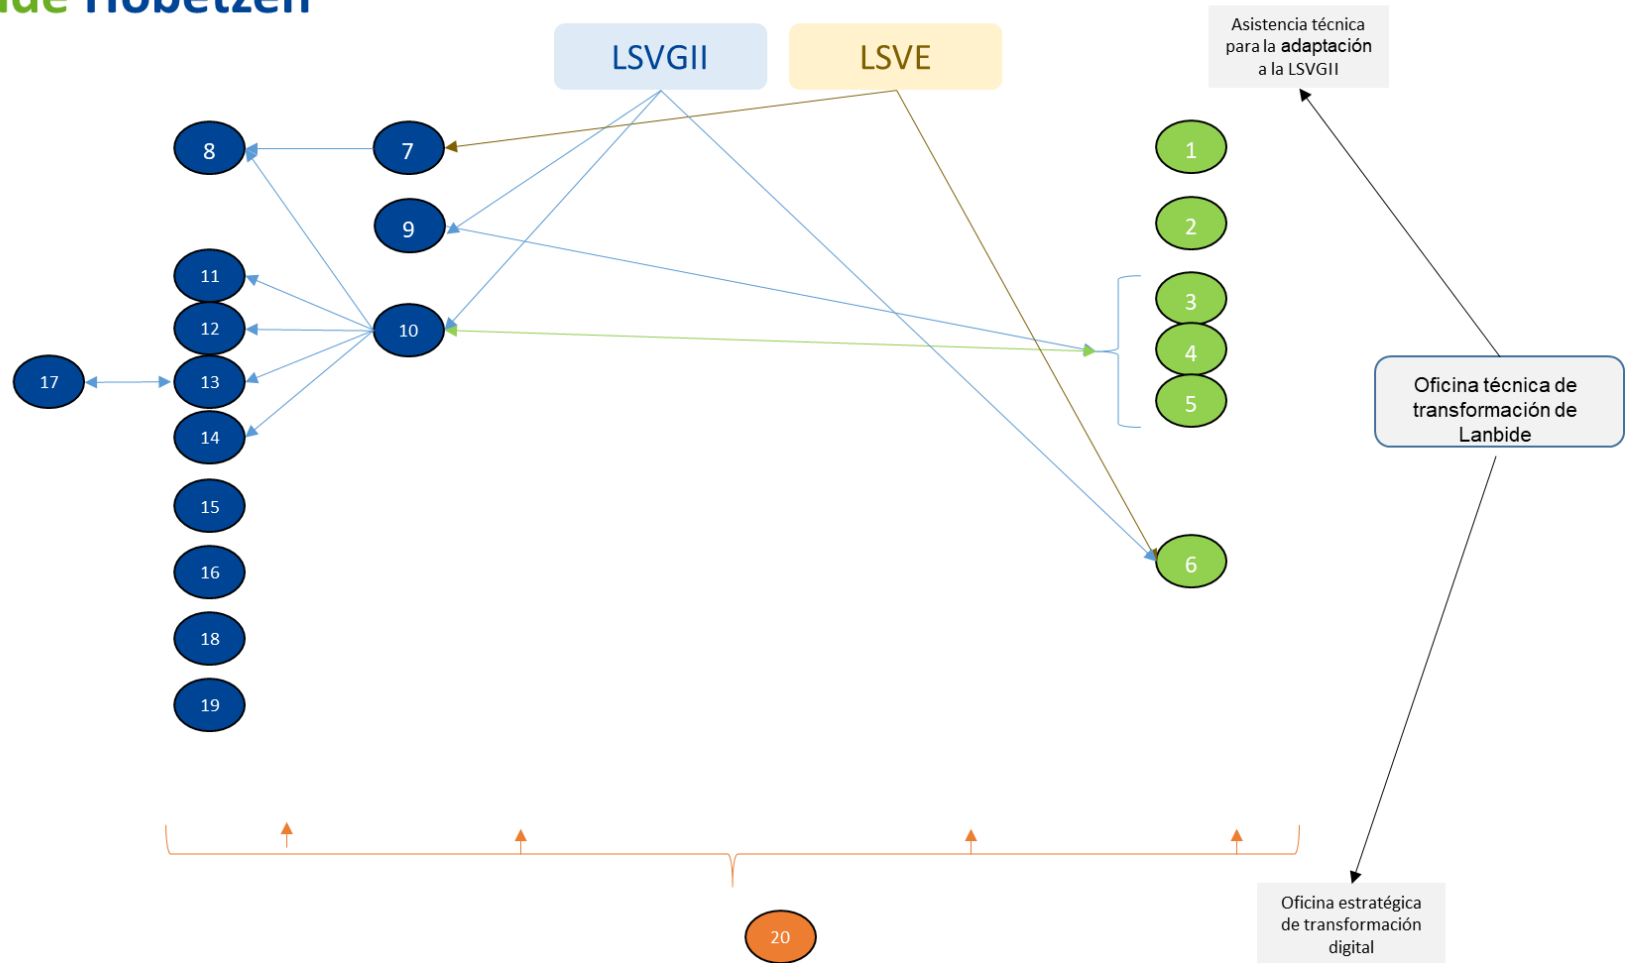 Hobetzen
LSVGII
LSVE
Asistencia técnica
para la adaptación
a la LSVGII
8
7
1
9
2
11
3
12
10
4
17
13
5
14
Oficina técnica de
transformación de
Lanbide
15
16
6
18
19
20
Oficina estratégica
de transformación
digital